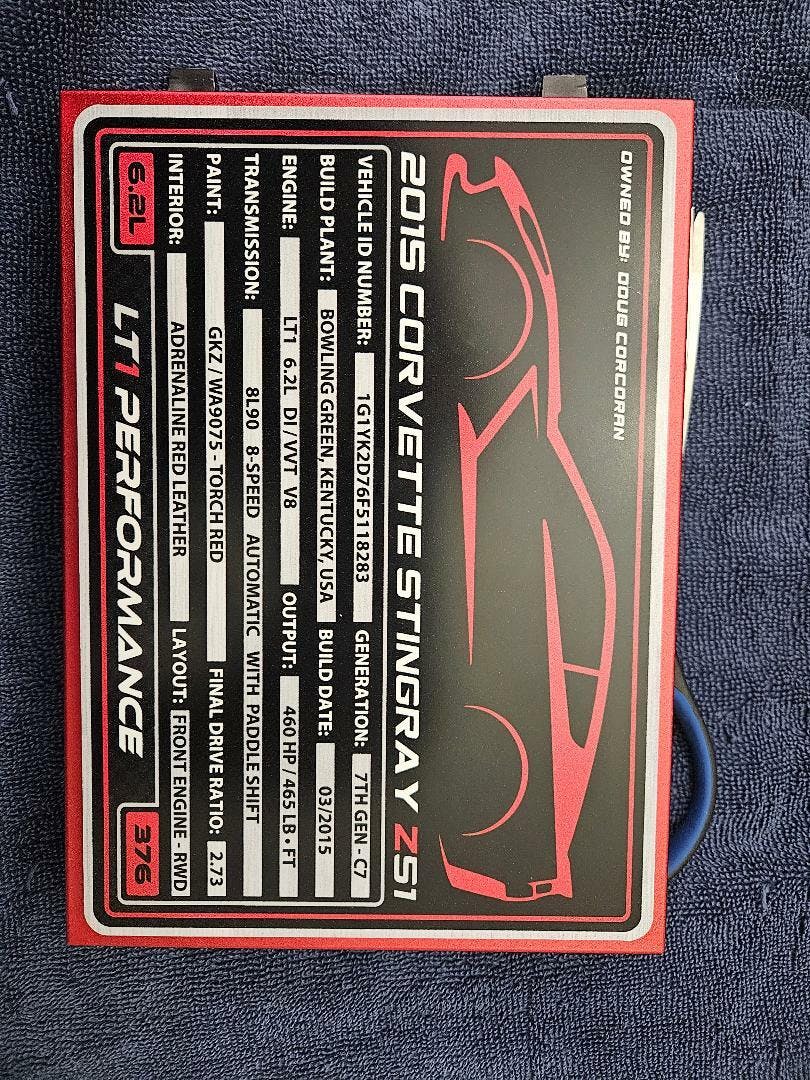 OWNED BY: DOUG CORCORAN
2015 CORVETTE STINGRAY Z51
VEHICLE ID NUMBER: 1G1YK2D76F5118283 GENERATION: 7TH GEN - C7
BUILD PLANT: BOWLING GREEN, KENTUCKY, USA BUILD DATE: 03/2015
ENGINE: LT1 6.2L DI/VVT V8 OUTPUT: 460 HP / 465 LB • FT
TRANSMISSION: 8L90 8-SPEED AUTOMATIC WITH PADDLE SHIFT
PAINT: GKZ / WA9075 - TORCH RED FINAL DRIVE RATIO: 2.73
INTERIOR: ADRENALINE RED LEATHER LAYOUT: FRONT ENGINE - RWD
6.2L LT1 PERFORMANCE 376